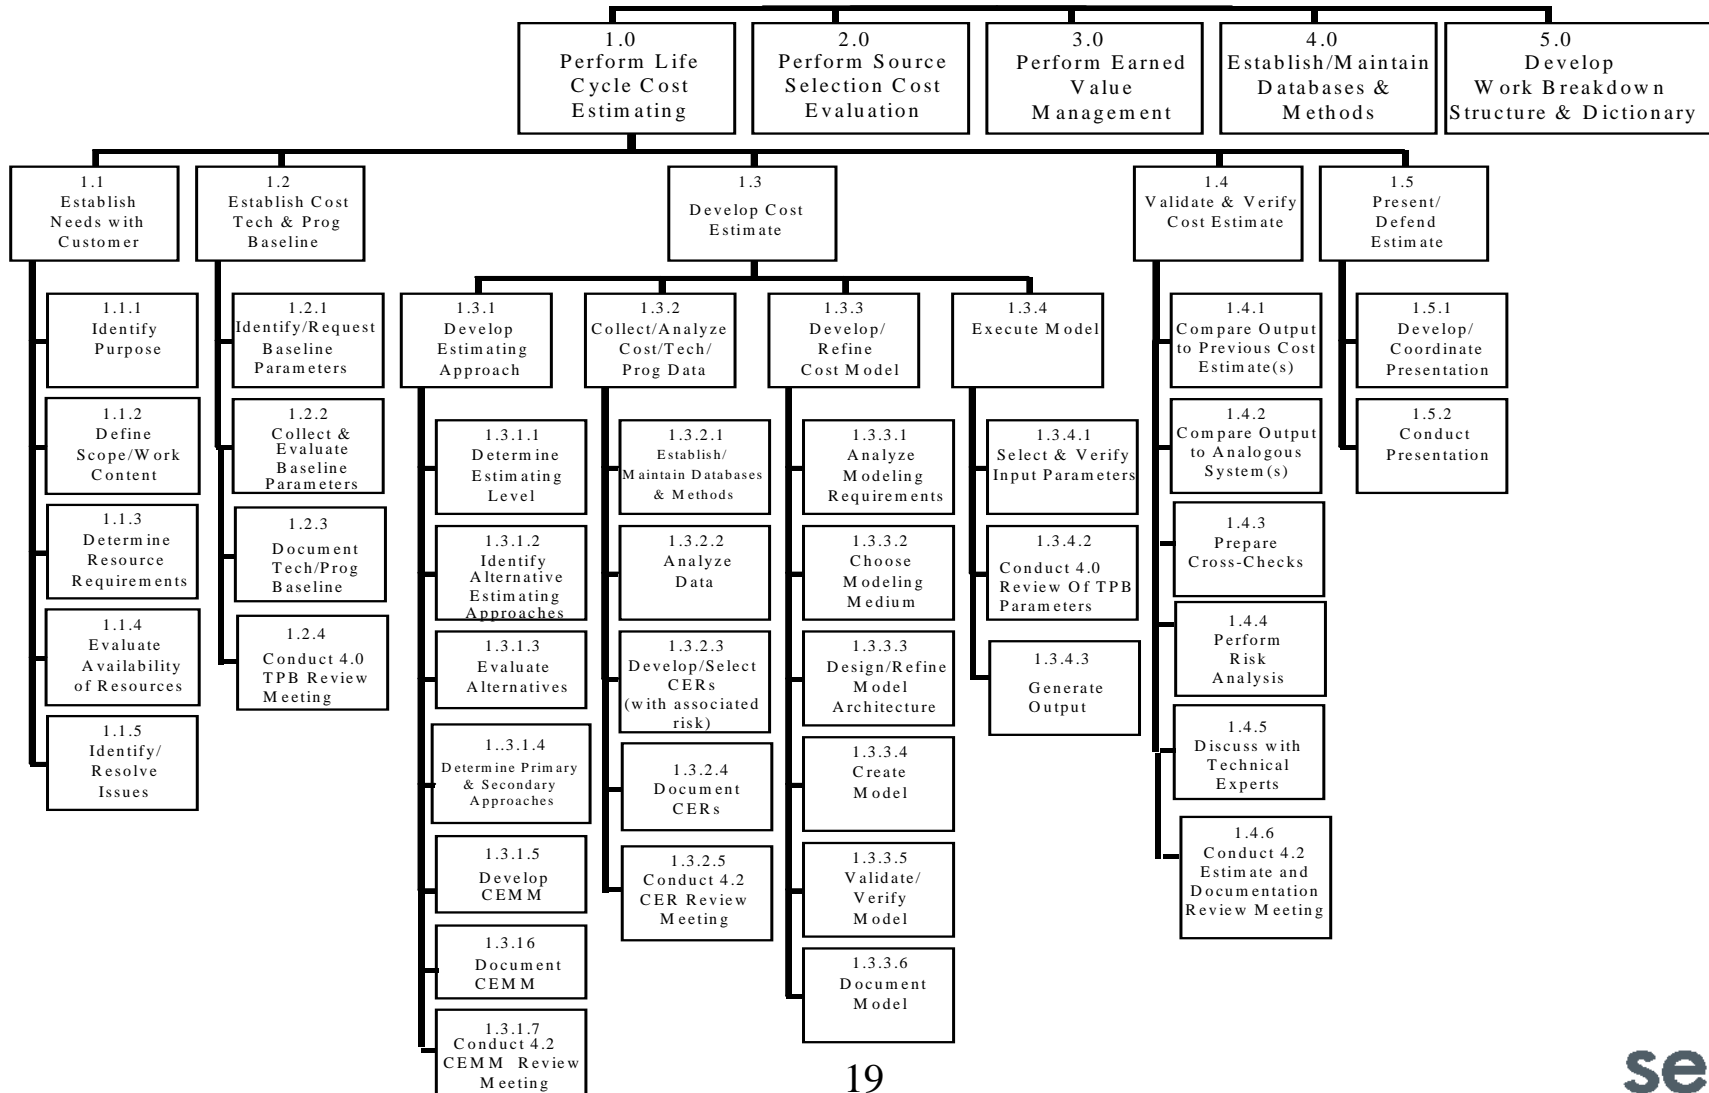 1.0
Perform Life
Cycle Cost
Estimating
2.0
Perform Source
Selection Cost
Evaluation
3.0
Perform Earned
Value
Management
4.0
Establish/Maintain
Databases &
Methods
5.0
Develop
Work Breakdown
Structure & Dictionary
1.1
Establish
Needs with
Customer
1.2
Establish Cost
Tech & Prog
Baseline
1.3
Develop Cost
Estimate
1.4
Validate & Verify
Cost Estimate
1.5
Present/
Defend
Estimate
1.1.1
Identify
Purpose
1.1.2
Define
Scope/Work
Content
1.1.3
Determine
Resource
Requirements
1.1.4
Evaluate
Availability
of Resources
1.1.5
Identify/
Resolve
Issues
1.2.1
Identify/Request
Baseline
Parameters
1.2.2
Collect &
Evaluate
Baseline
Parameters
1.2.3
Document
Tech/Prog
Baseline
1.2.4
Conduct 4.0
TPB Review
Meeting
1.3.1
Develop
Estimating
Approach
1.3.1.1
Determine
Estimating
Level
1.3.1.2
Identify
Alternative
Estimating
Approaches
1.3.1.3
Evaluate
Alternatives
1..3.1.4
Determine Primary
& Secondary
Approaches
1.3.1.5
Develop
CEMM
1.3.16
Document
CEMM
1.3.1.7
Conduct 4.2
CEMM Review
Meeting
1.3.2
Collect/Analyze
Cost/Tech/
Prog Data
1.3.2.1
Establish/
Maintain Databases
& Methods
1.3.2.2
Analyze
Data
1.3.2.3
Develop/Select
CERs
(with associated
risk)
1.3.2.4
Document
CERs
1.3.2.5
Conduct 4.2
CER Review
Meeting
1.3.3
Develop/
Refine
Cost Model
1.3.3.1
Analyze
Modeling
Requirements
1.3.3.2
Choose
Modeling
Medium
1.3.3.3
Design/Refine
Model
Architecture
1.3.3.4
Create
Model
1.3.3.5
Validate/
Verify
Model
1.3.3.6
Document
Model
1.3.4
Execute Model
1.3.4.1
Select & Verify
Input Parameters
1.3.4.2
Conduct 4.0
Review Of TPB
Parameters
1.3.4.3
Generate
Output
1.4.1
Compare Output
to Previous Cost
Estimate(s)
1.4.2
Compare Output
to Analogous
System(s)
1.4.3
Prepare
Cross-Checks
1.4.4
Perform
Risk
Analysis
1.4.5
Discuss with
Technical
Experts
1.4.6
Conduct 4.2
Estimate and
Documentation
Review Meeting
1.5.1
Develop/
Coordinate
Presentation
1.5.2
Conduct
Presentation
19
se